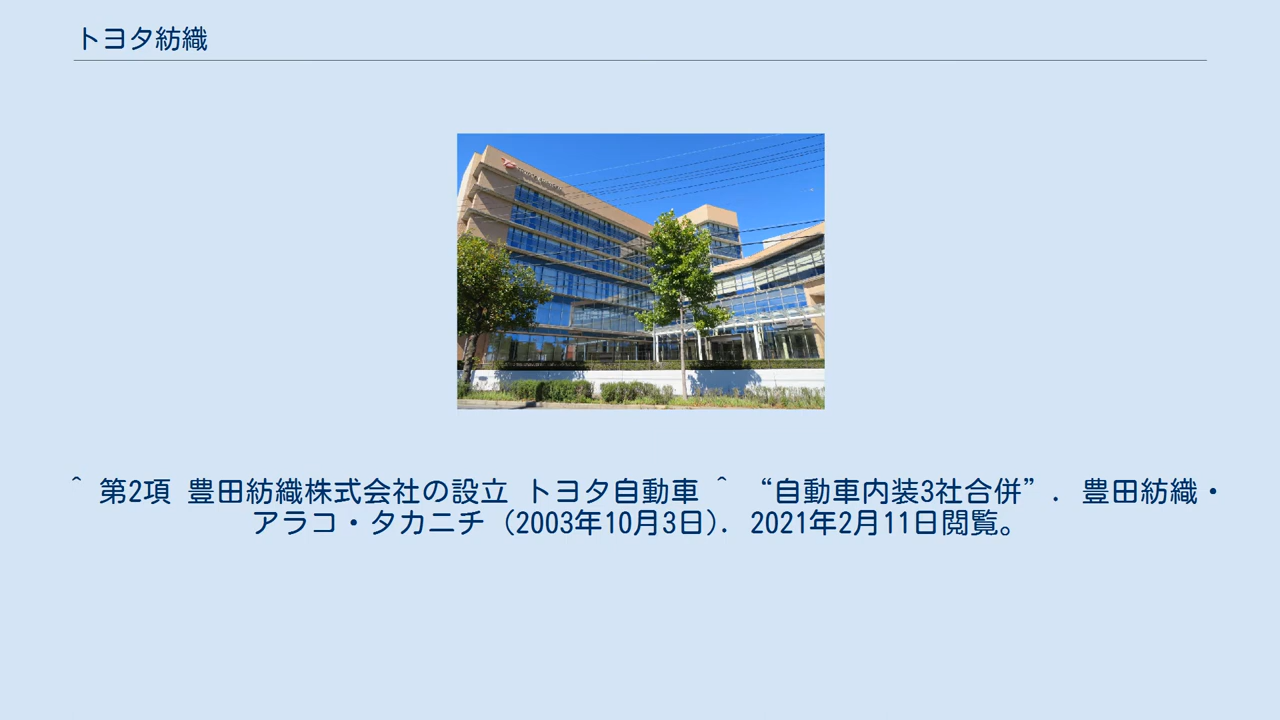 トヨタ紡織
^ 第2項 豊田紡織株式会社の設立 トヨタ自動車 ^ “自動車内装3社合併”. 豊田紡織・
アラコ・タカニチ (2003年10月3日). 2021年2月11日閲覧。